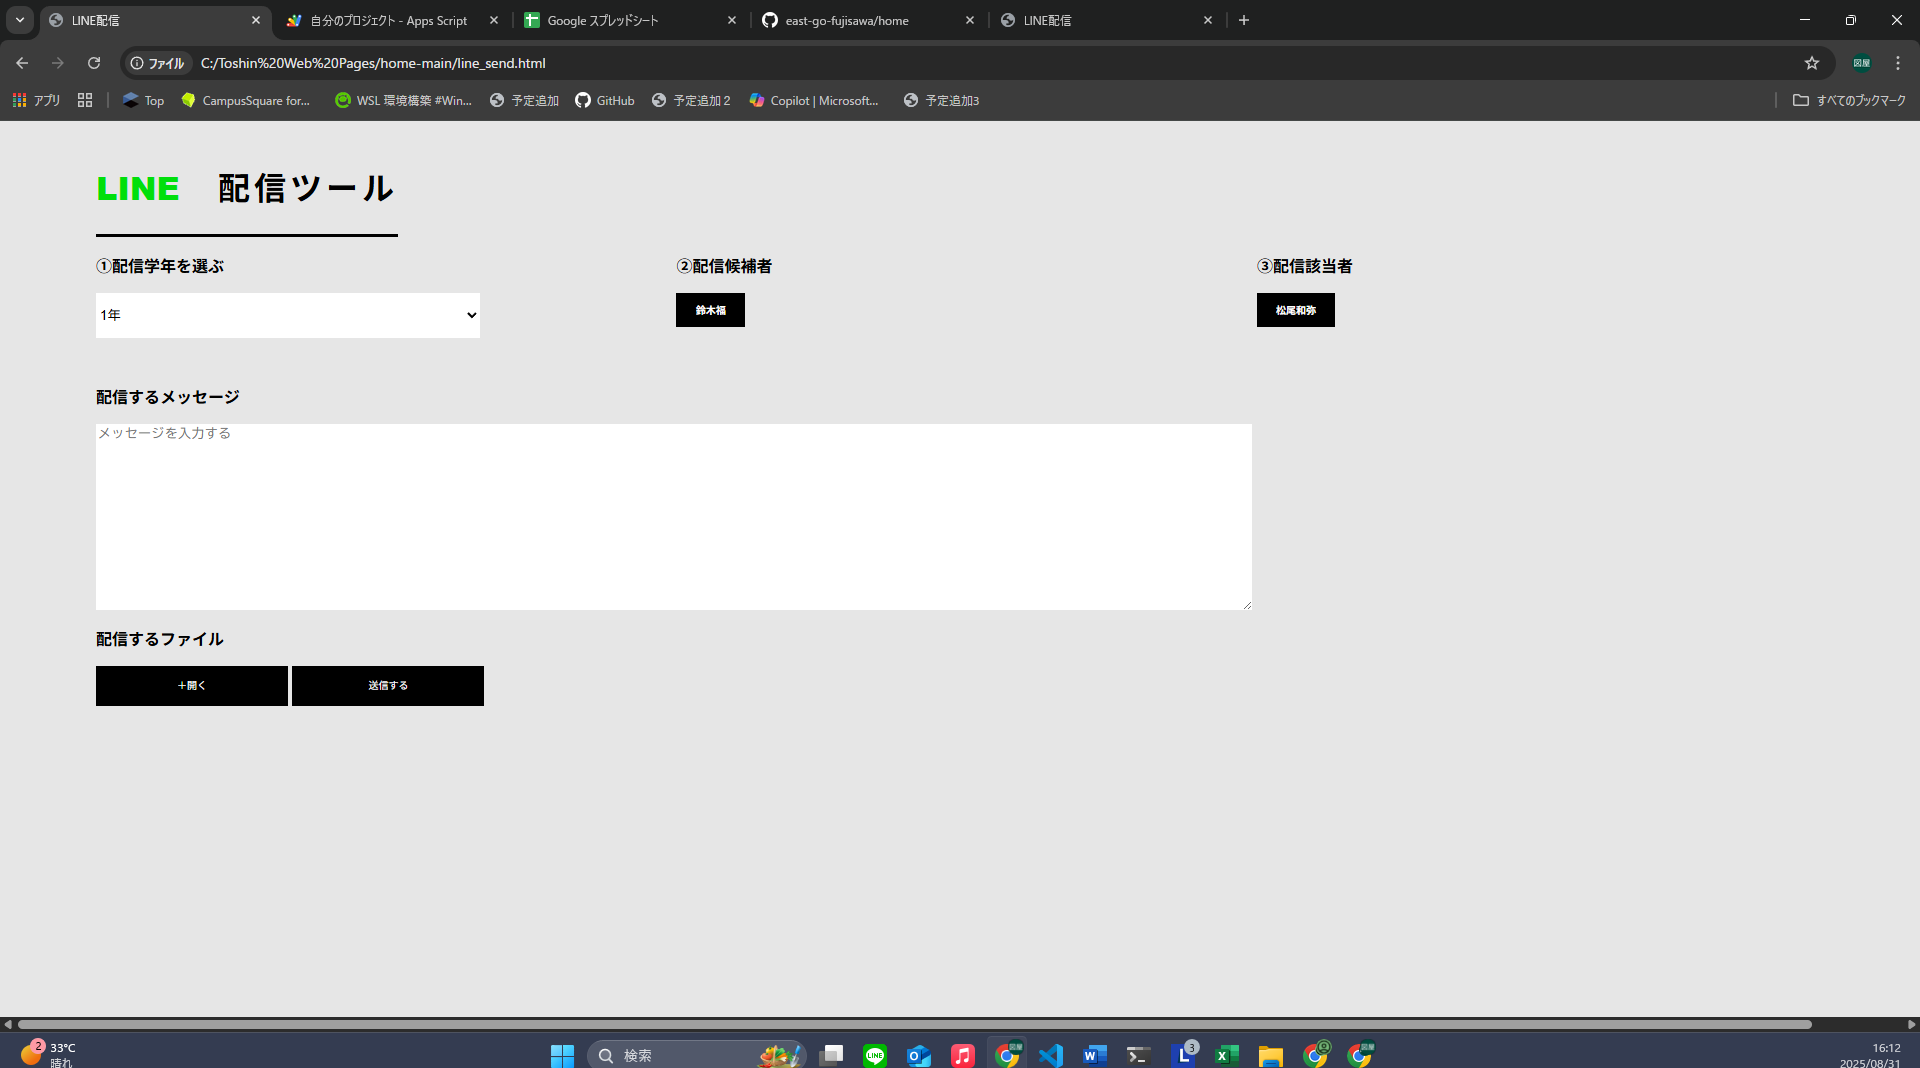 LINE配信
自分のプロジェクト - Apps Script
Google スプレッドシート
east-go-fujisawa/home
LINE配信
ファイル
C:/Toshin%20Web%20Pages/home-main/line_send.html
図屋
アプリ
Top
CampusSquare for...
WSL 環境構築 #Win...
予定追加
GitHub
予定追加２
Copilot | Microsoft...
予定追加3
すべてのブックマーク
LINE 配信ツール
①配信学年を選ぶ
②配信候補者
③配信該当者
1年
鈴木福
松尾和弥
配信するメッセージ
メッセージを入力する
配信するファイル
＋開く
送信する
2
33°C
晴れ
検索
LINE
図屋
W
L
3
X
図屋
16:12
2025/08/31